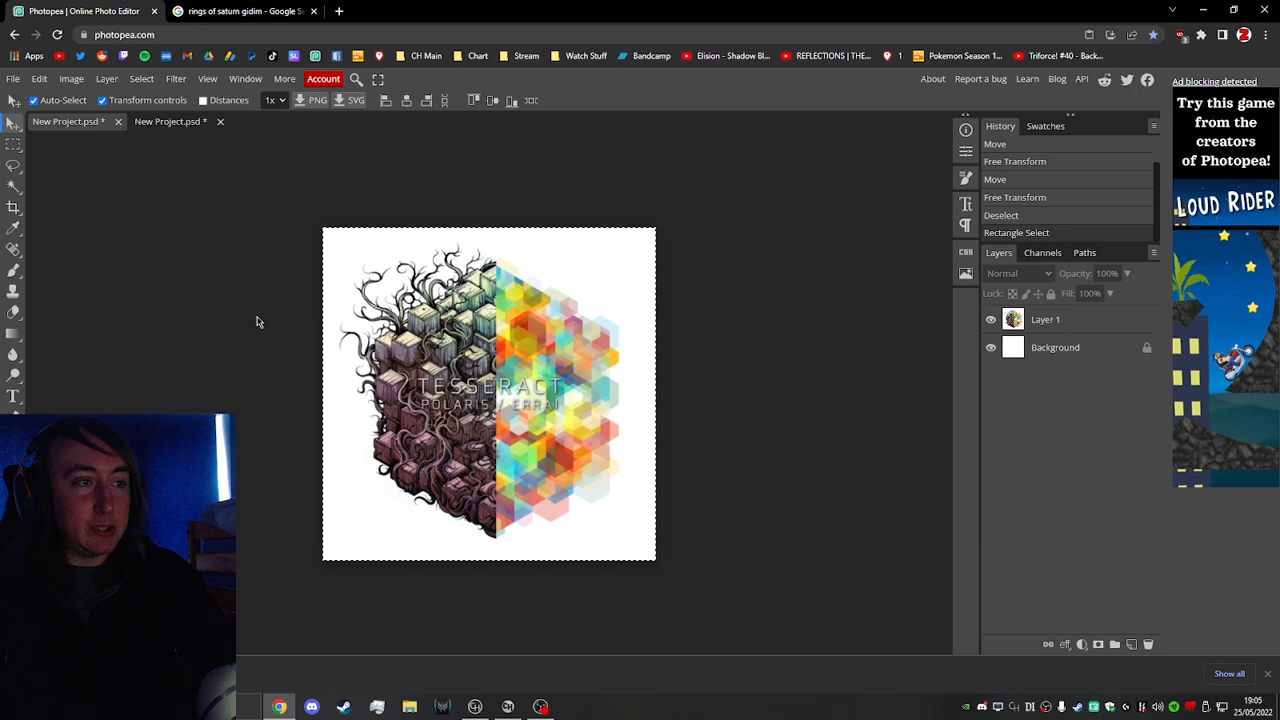 Photopea | Online Photo Editor
rings of saturn gidim - Google Se
photopea.com
Apps
SL
CH Main
Chart
Stream
Watch Stuff
Bandcamp
Elision - Shadow bl...
REFLECTIONS | THE...
1
Pokemon Season 1...
Triforce! #40 - Back...
File Edit Image Layer Select Filter View Window More Account
About Report a bug Learn Blog API
Ad blocking detected
Auto-Select Transform controls Distances 1x PNG SVG
New Project.psd * New Project.psd *
History Swatches
Move
Free Transform
Move
Free Transform
Deselect
Rectangle Select
CSS
Layers Channels Paths
Normal Opacity: 100%
Lock: Fill: 100%
Layer 1
Background
Try this game
from the
creators
of Photopea!
LOUD RIDER
TESSERACT
POLARIS / ERRAI
Show all
19:05
25/05/2022